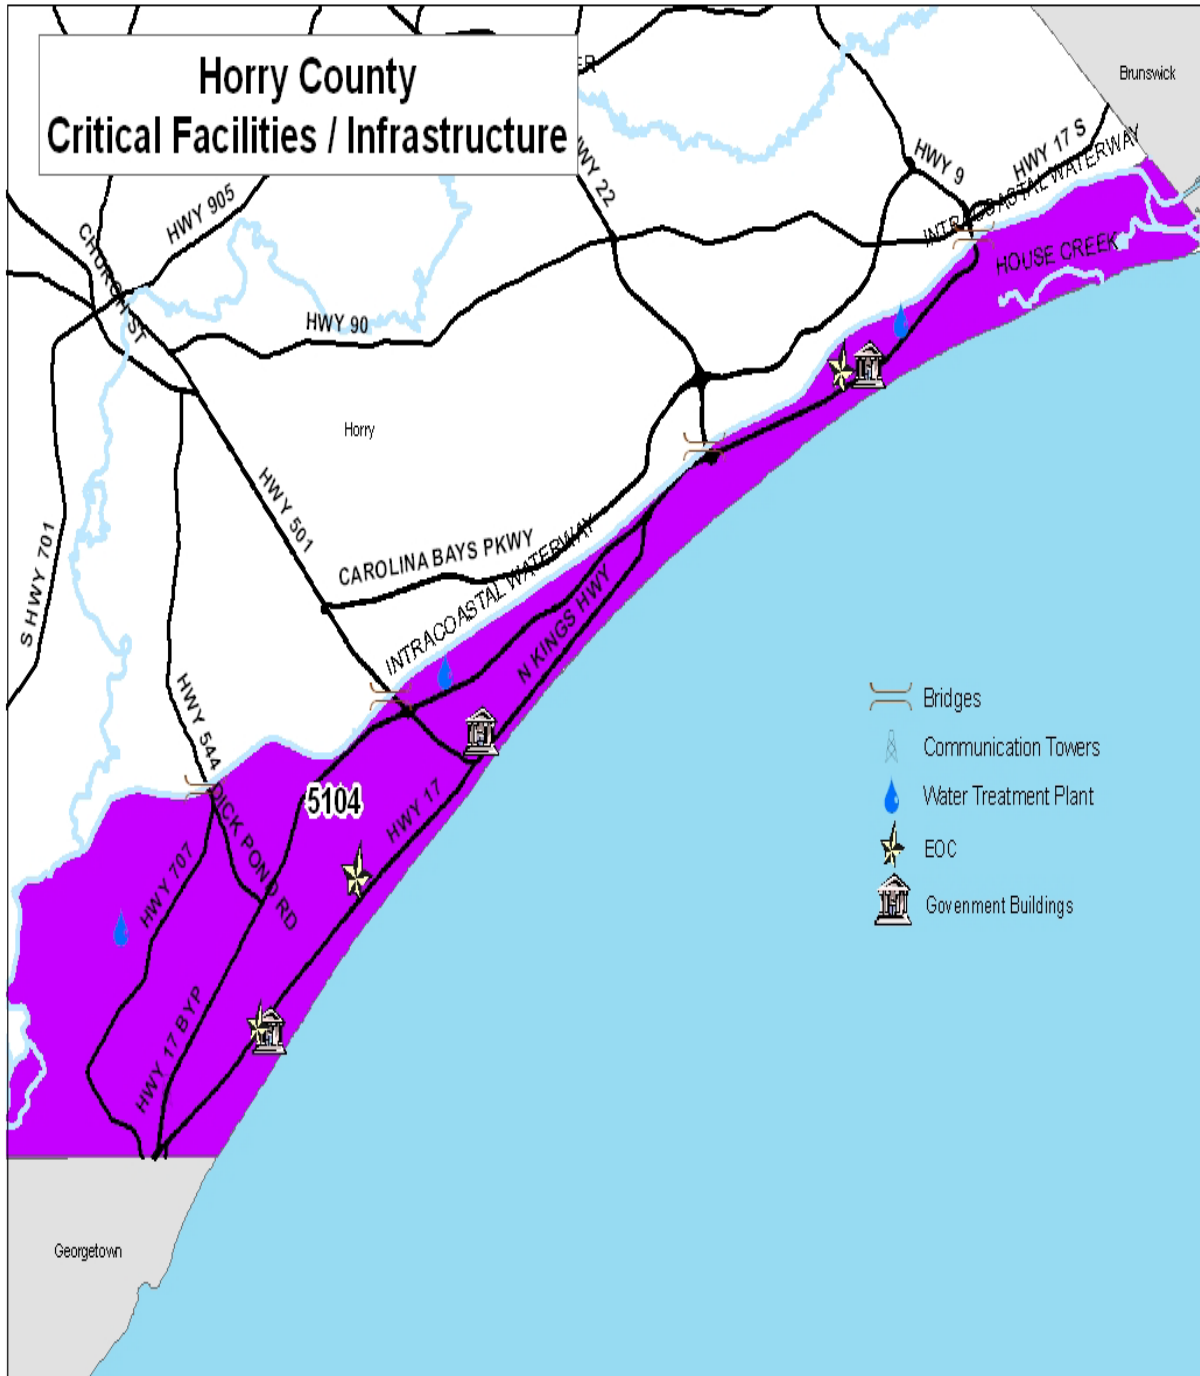 Horry County
Critical Facilities / Infrastructure
ER
Brunswick
HWY 22
HWY 9
HWY 17 S
INTRACOASTAL WATERWAY
HWY 905
CHURCH ST
HOUSE CREEK
HWY 90
Horry
HWY 501
S HWY 701
CAROLINA BAYS PKWY
INTRACOASTAL WATERWAY
N KINGS HWY
HWY 544
DICK POND RD
5104
HWY 17
HWY 707
HWY 17 BYP
Georgetown
Bridges
Communication Towers
Water Treatment Plant
EOC
Govenment Buildings